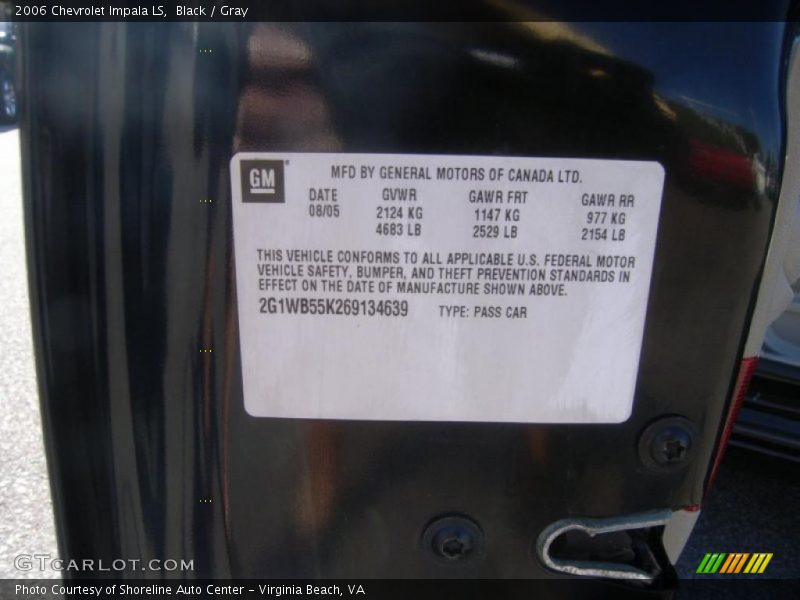 2006 Chevrolet Impala LS, Black / Gray
GM
MFD BY GENERAL MOTORS OF CANADA LTD.
DATE GVWR GAWR FRT GAWR RR
08/05 2124 KG 1147 KG 977 KG
4683 LB 2529 LB 2154 LB
THIS VEHICLE CONFORMS TO ALL APPLICABLE U.S. FEDERAL MOTOR
VEHICLE SAFETY, BUMPER, AND THEFT PREVENTION STANDARDS IN
EFFECT ON THE DATE OF MANUFACTURE SHOWN ABOVE.
2G1WB55K269134639 TYPE: PASS CAR
GTCARLOT.COM
Photo Courtesy of Shoreline Auto Center - Virginia Beach, VA